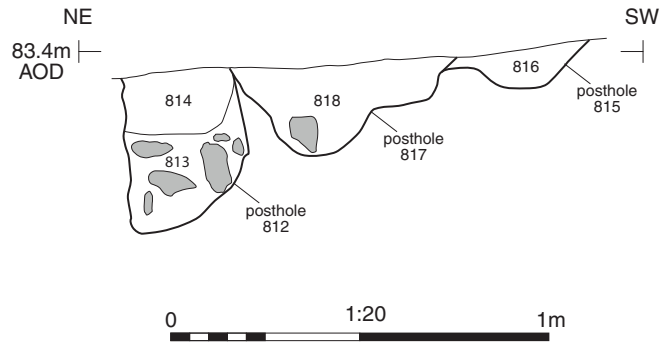 NE
SW
83.4m
AOD
814
818
816
posthole
815
813
posthole
817
posthole
812
0
1:20
1m